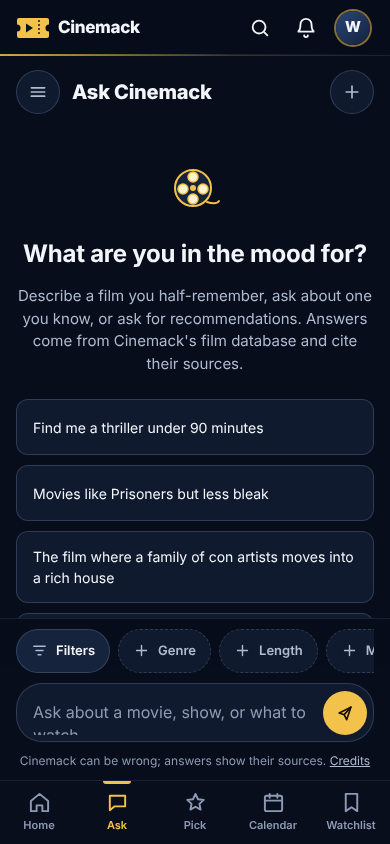 Cinemack
W
Ask Cinemack
What are you in the mood for?
Describe a film you half-remember, ask about one
you know, or ask for recommendations. Answers
come from Cinemack's film database and cite
their sources.
Find me a thriller under 90 minutes
Movies like Prisoners but less bleak
The film where a family of con artists moves into
a rich house
Filters
Genre
Length
Ask about a movie, show, or what to
watch
Cinemack can be wrong; answers show their sources. Credits
Home
Ask
Pick
Calendar
Watchlist